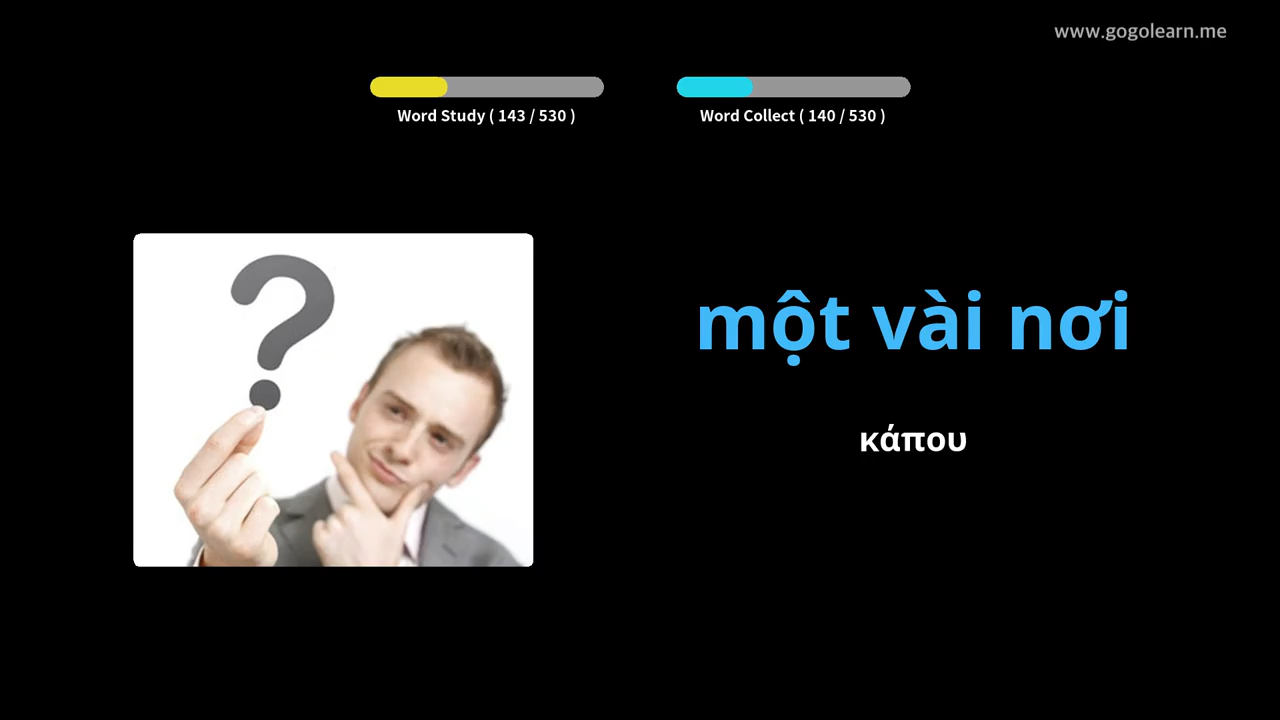 www.gogolearn.me
Word Study ( 143 / 530 )
Word Collect ( 140 / 530 )
một vài nơi
κάπου